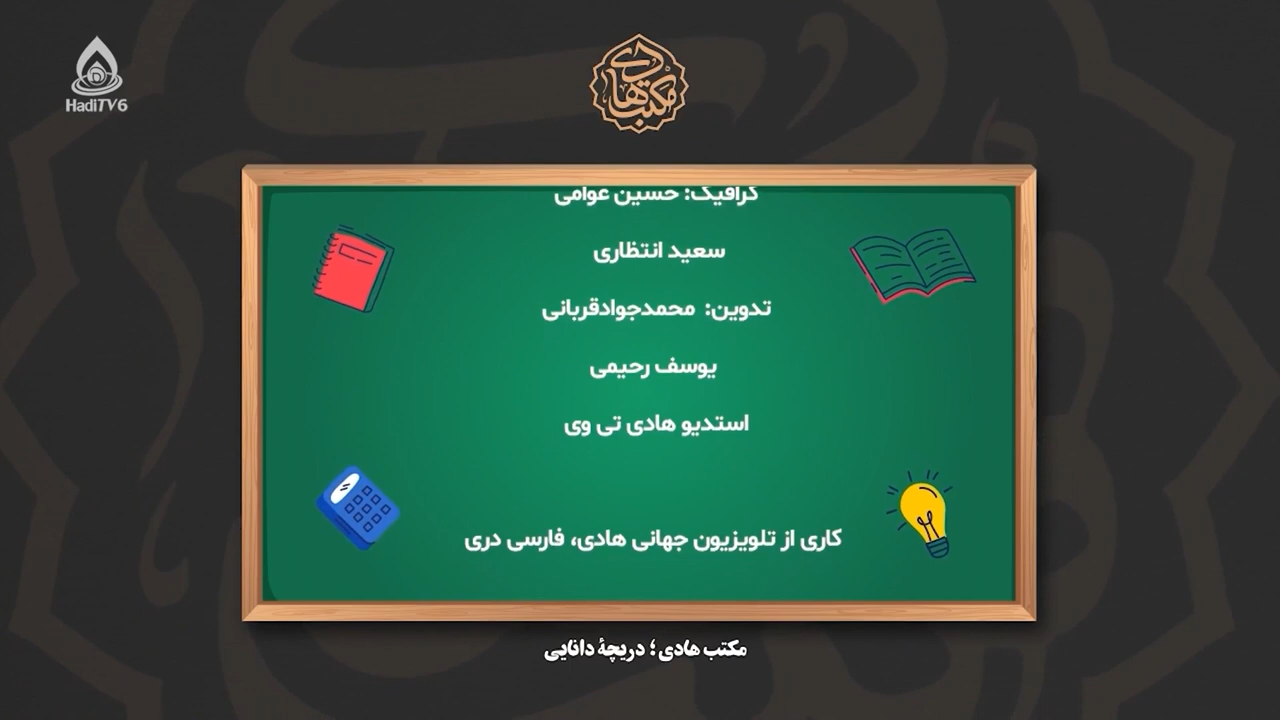 HadiTV6
مکتب هادی
گرافیک: حسین عوامی
سعید انتظاری
تدوین: محمدجوادقربانی
یوسف رحیمی
استدیو هادی تی وی
کاری از تلویزیون جهانی هادی، فارسی دری
مکتب هادی؛ دریچهٔ دانایی